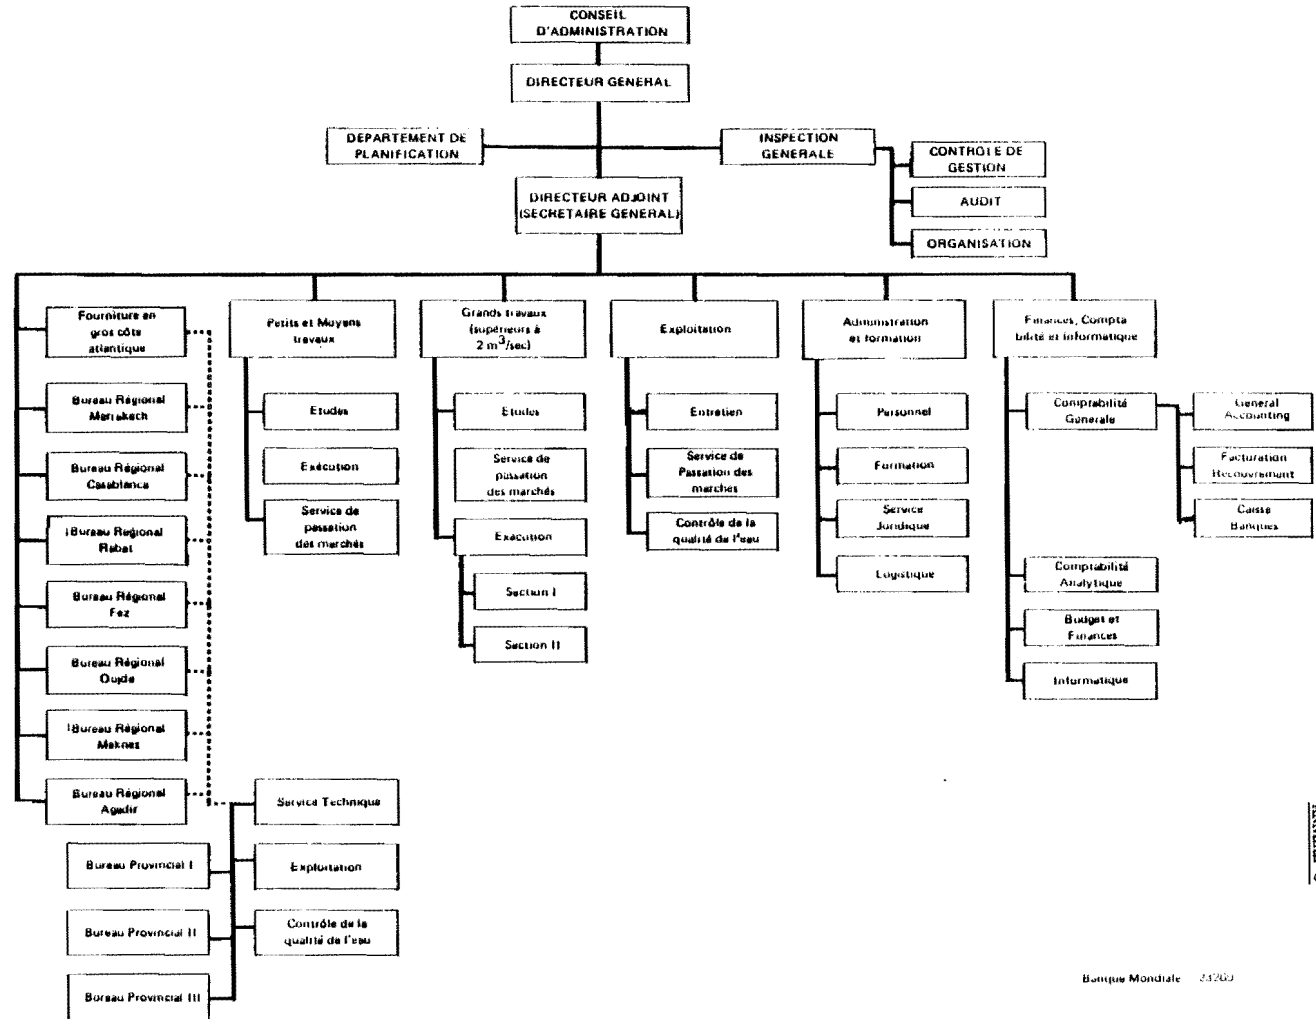 CONSEIL
D'ADMINISTRATION
DIRECTEUR GENERAL
DEPARTEMENT DE
PLANIFICATION
INSPECTION
GENERALE
CONTROLE DE
GESTION
AUDIT
ORGANISATION
DIRECTEUR ADJOINT
(SECRETAIRE GENERAL)
Fourniture en
gros côte
atlantique
Bureau Régional
Marrakech
Bureau Régional
Casablanca
Bureau Régional
Rabat
Bureau Régional
Fez
Bureau Régional
Oujda
Bureau Régional
Meknes
Bureau Régional
Agadir
Petits et Moyens
travaux
Etudes
Exécution
Service de
passation
des marchés
Grands travaux
(supérieurs à
2 m³/sec)
Etudes
Service de
passation
des marchés
Exécution
Section I
Section II
Exploitation
Entretien
Service de
Passation des
marchés
Contrôle de la
qualité de l'eau
Administration
et formation
Personnel
Formation
Service
Juridique
Logistique
Finances, Compta
bilité et informatique
Comprabilité
Generale
General
Accounting
Facturation
Recouvrement
Caisse
Banques
Comprabilité
Analytique
Budget et
Finances
Informatique
Service Technique
Exploitation
Contrôle de la
qualité de l'eau
Bureau Provincial I
Bureau Provincial II
Boreau Provincial III
Banque Mondiale